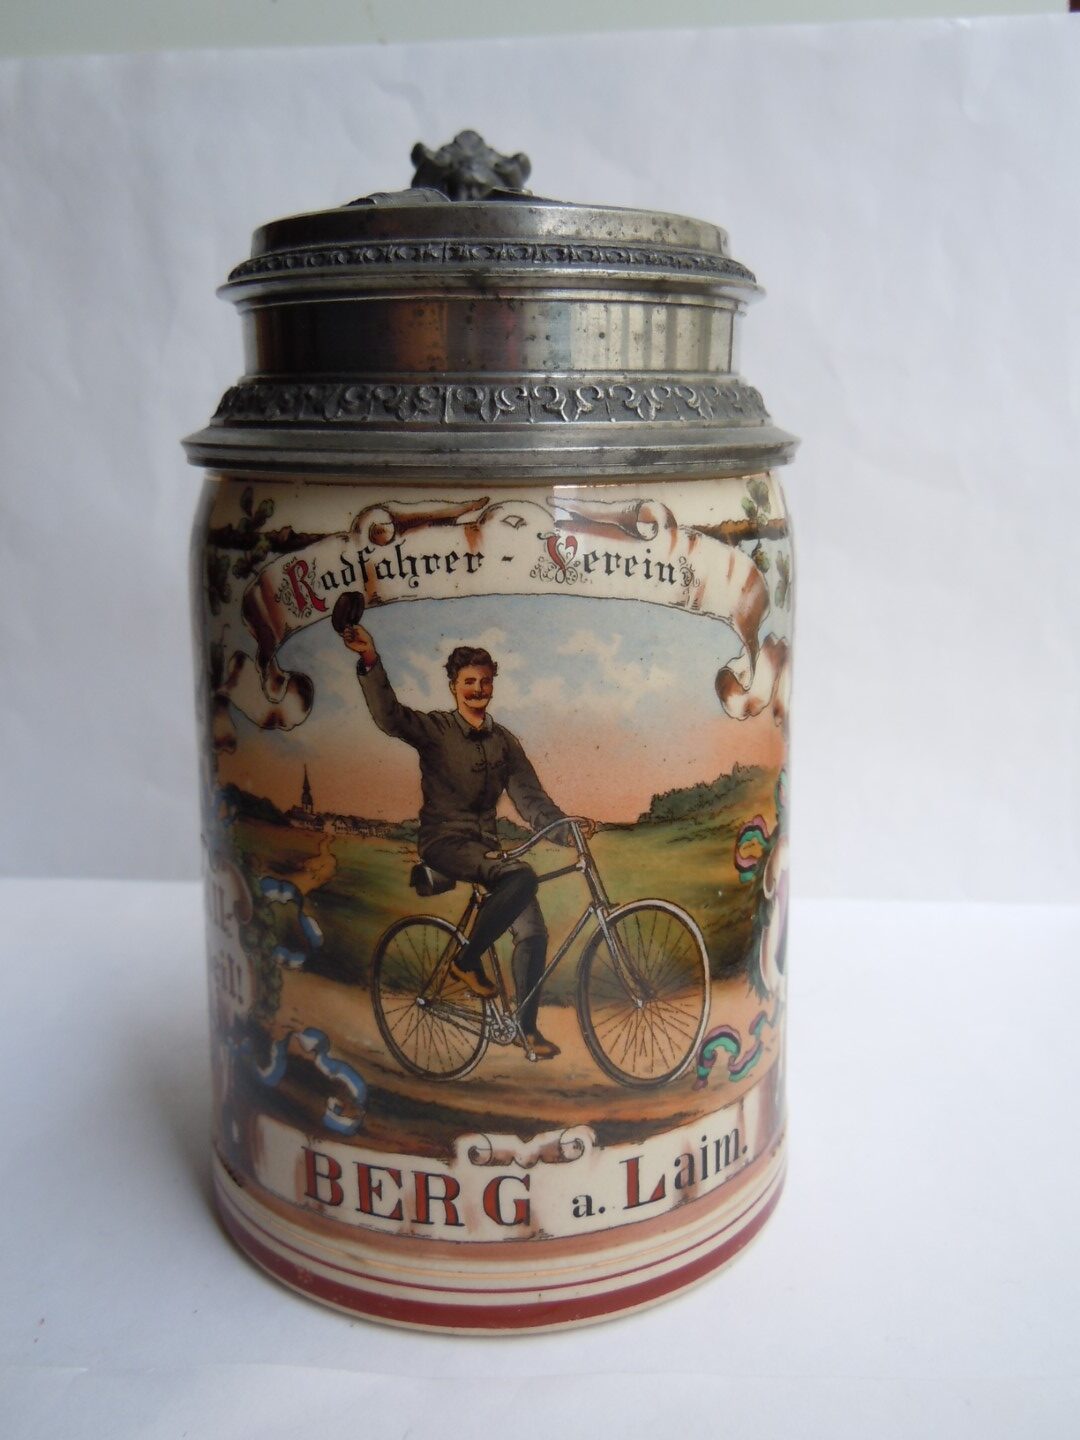 Radfahrer - Verein
BERG a. Laim.